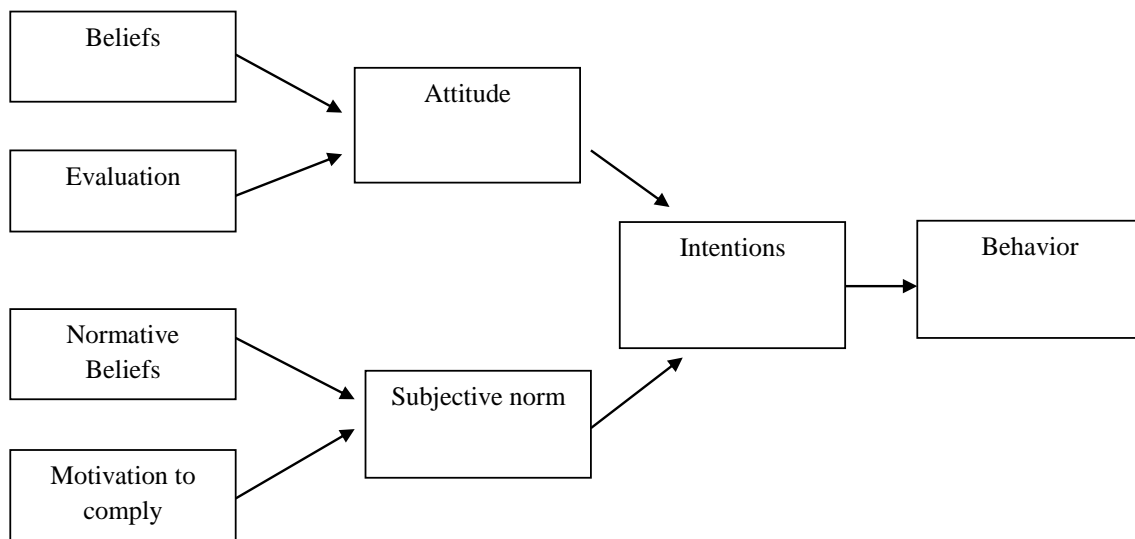 Beliefs
Attitude
Evaluation
Intentions
Behavior
Normative
Beliefs
Subjective norm
Motivation to
comply